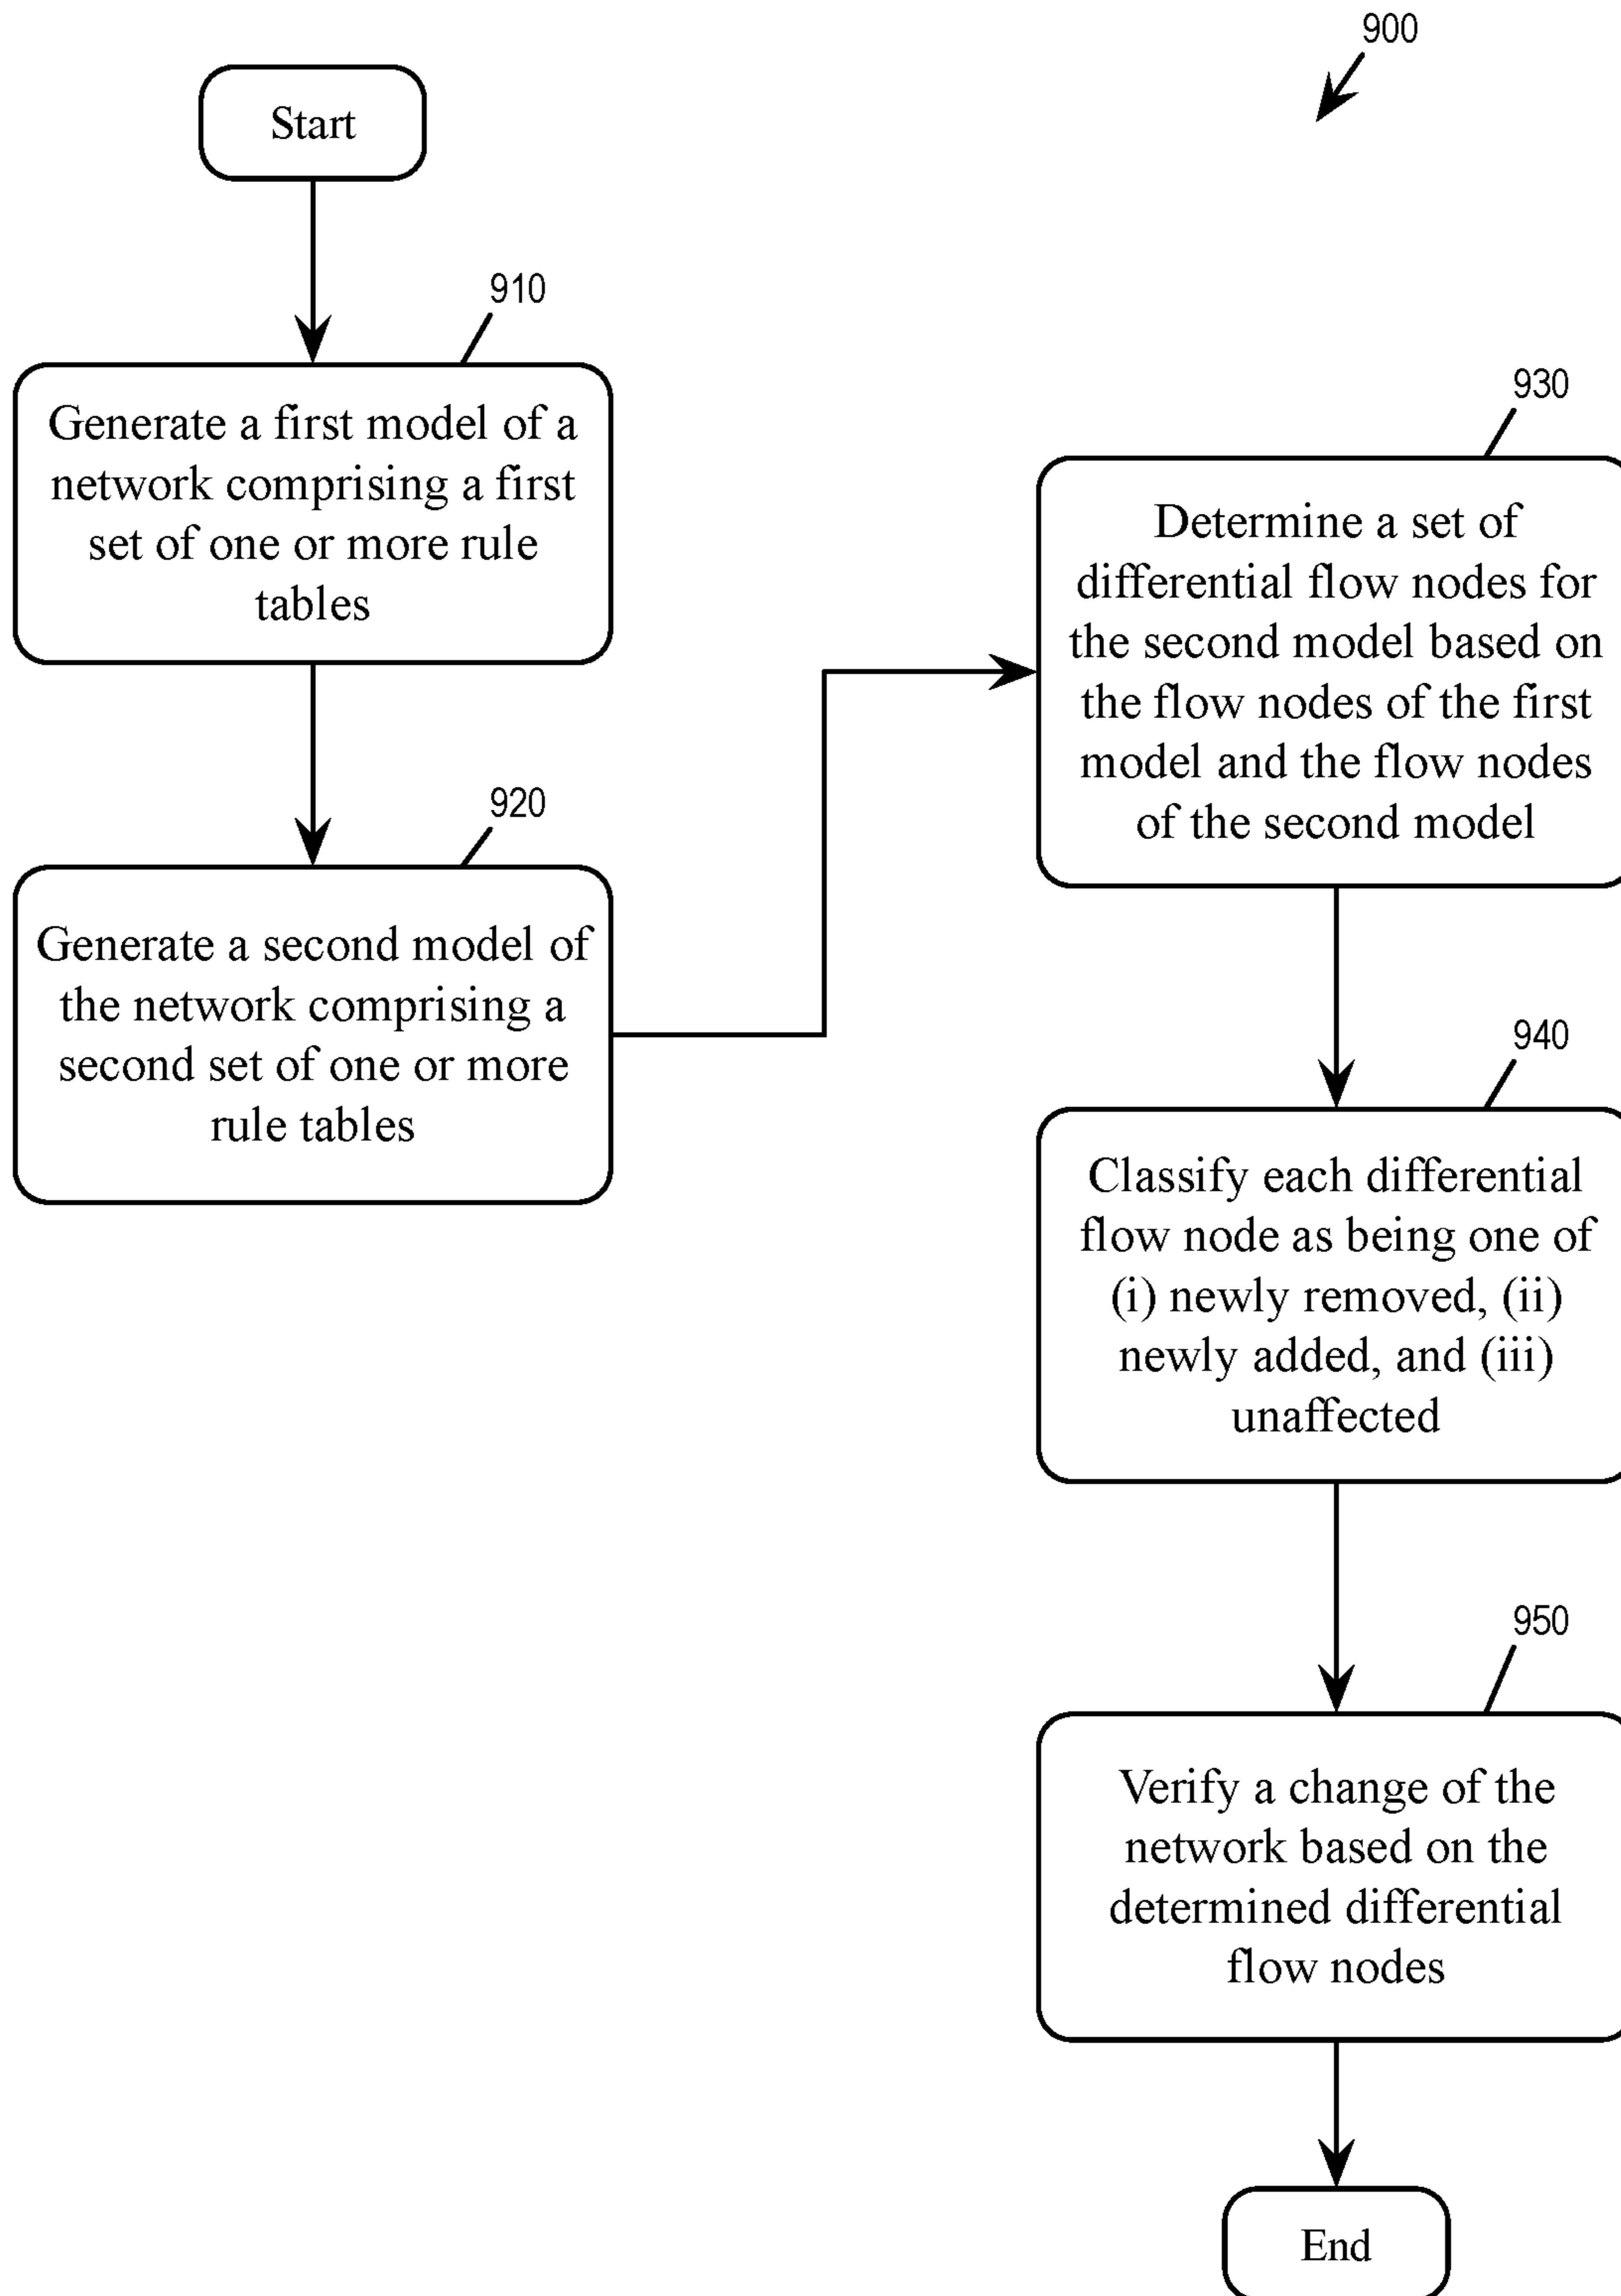 900
Start
910
Generate a first model of a
network comprising a first
set of one or more rule
tables
920
Generate a second model of
the network comprising a
second set of one or more
rule tables
930
Determine a set of
differential flow nodes for
the second model based on
the flow nodes of the first
model and the flow nodes
of the second model
940
Classify each differential
flow node as being one of
(i) newly removed, (ii)
newly added, and (iii)
unaffected
950
Verify a change of the
network based on the
determined differential
flow nodes
End